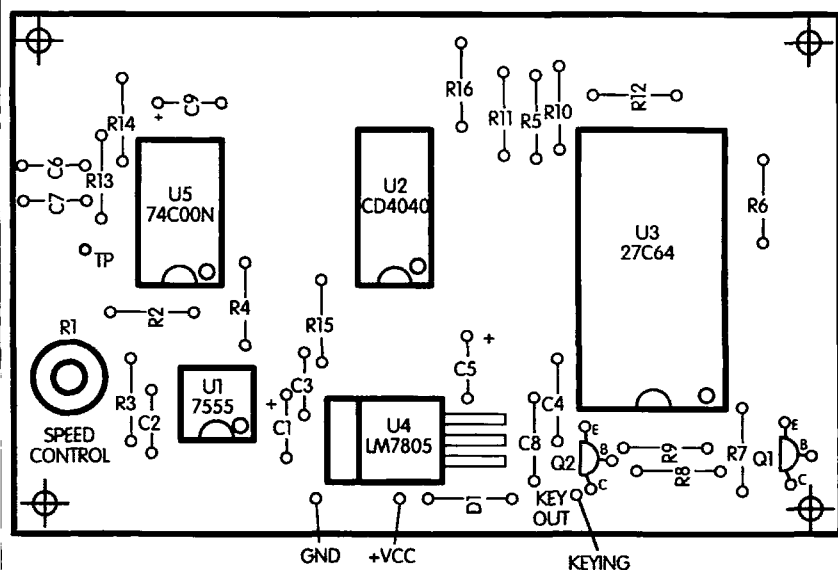 R16
R14
+
C9
R11
R5
R10
R12
C6
R13
C7
U5
74C00N
U2
CD4040
U3
27C64
R6
TP
R4
R2
R15
R1
C5
+
R3
C2
U1
7555
+
C1
C3
U4
LM7805
C4
C8
SPEED
CONTROL
E
B
C
Q2
R9
R8
R7
E
B
C
Q1
D1
KEY
OUT
GND
+VCC
KEYING